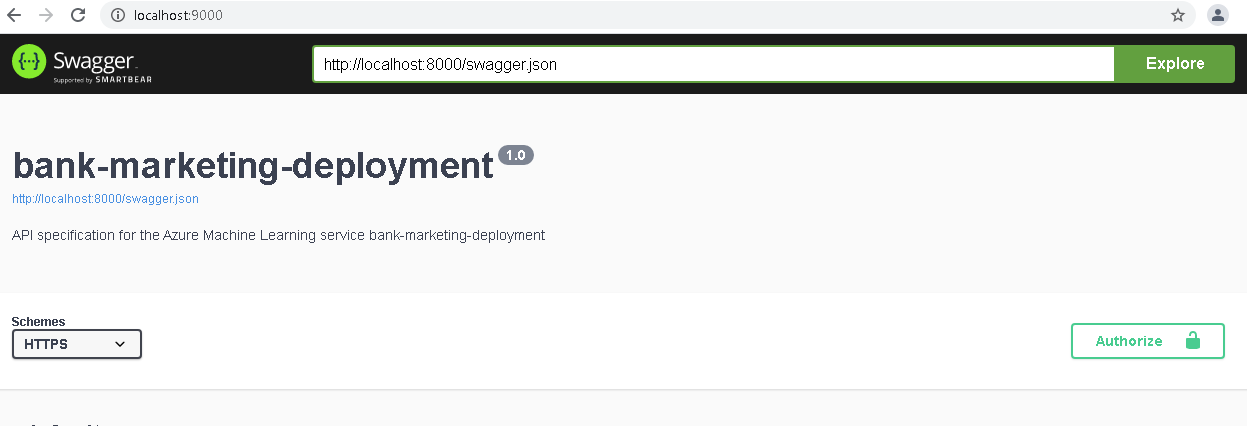 localhost:9000
Swagger
Supported by SMARTBEAR
http://localhost:8000/swagger.json
Explore
bank-marketing-deployment 1.0
http://localhost:8000/swagger.json
API specification for the Azure Machine Learning service bank-marketing-deployment
Schemes
HTTPS
Authorize